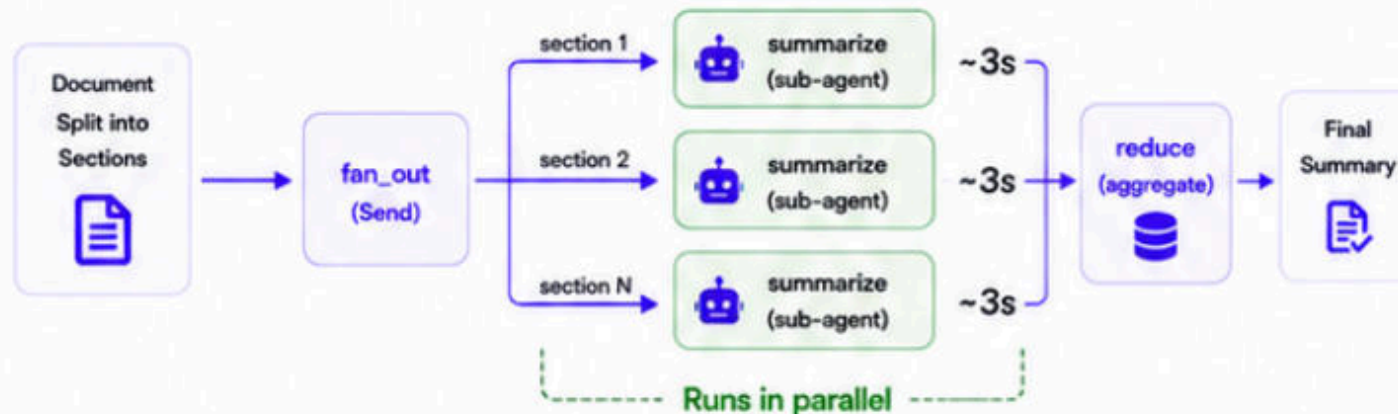 Document
Split into
Sections
fan_out
(Send)
section 1
summarize
(sub-agent)
~3s
section 2
summarize
(sub-agent)
~3s
section N
summarize
(sub-agent)
~3s
Runs in parallel
reduce
(aggregate)
Final
Summary